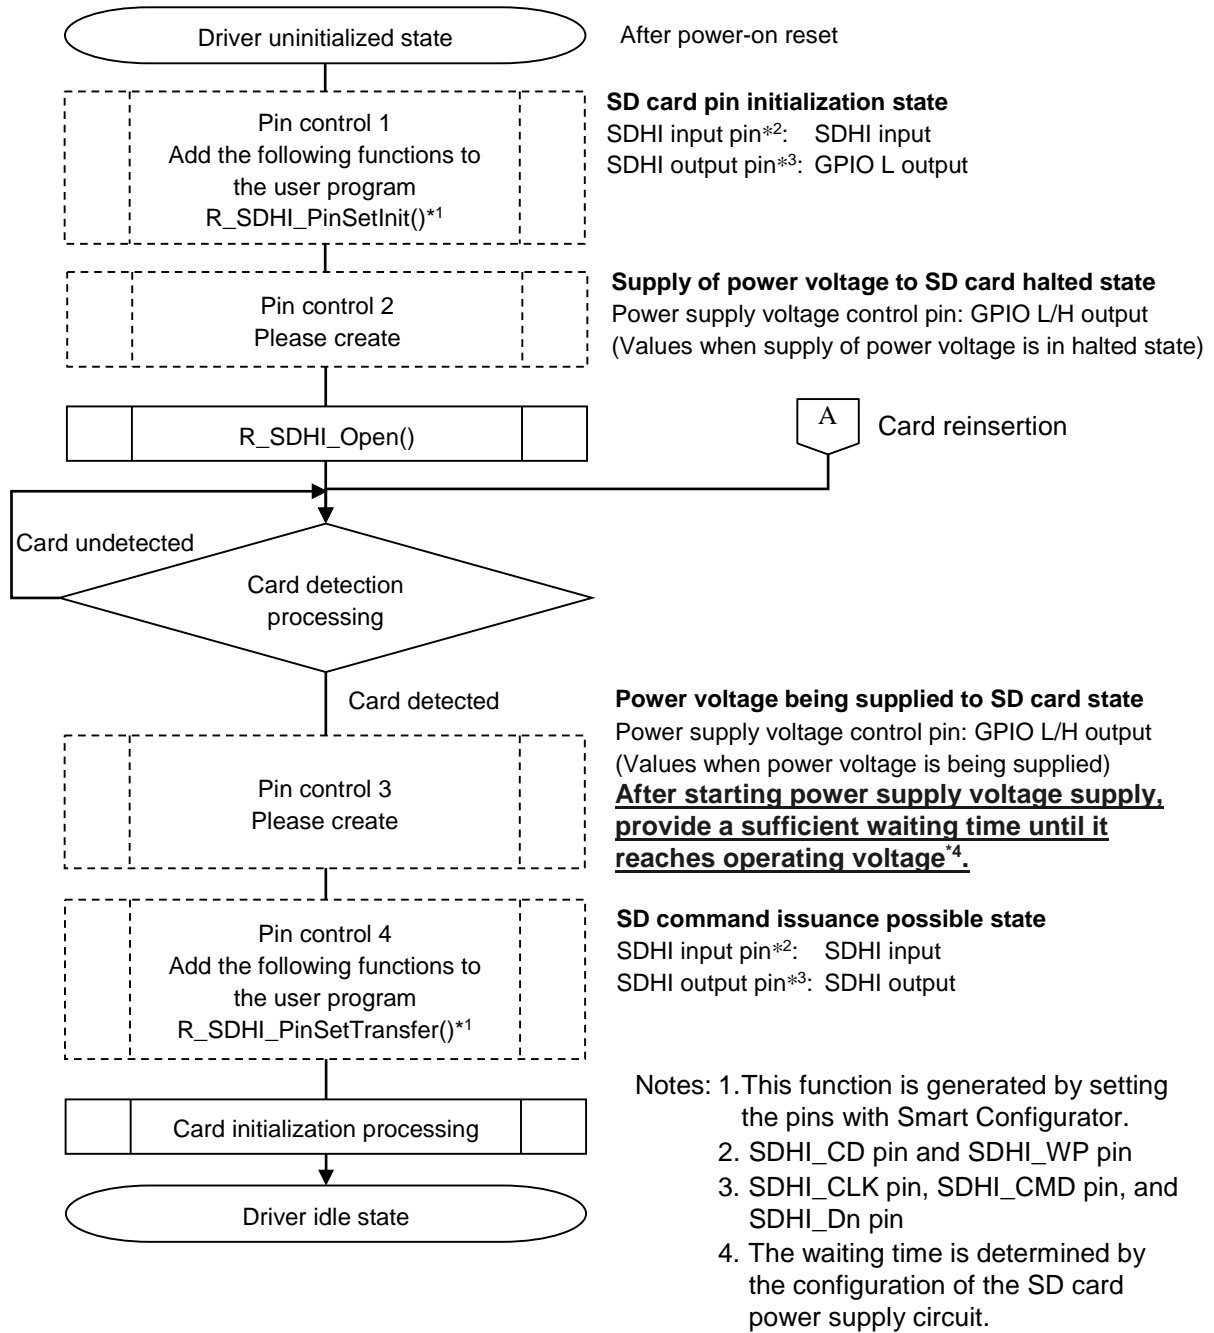 Driver uninitialized state
After power-on reset
Pin control 1
Add the following functions to
the user program
R_SDHI_PinSetInit()*1
SD card pin initialization state
SDHI input pin*2: SDHI input
SDHI output pin*3: GPIO L output
Pin control 2
Please create
Supply of power voltage to SD card halted state
Power supply voltage control pin: GPIO L/H output
(Values when supply of power voltage is in halted state)
R_SDHI_Open()
A
Card reinsertion
Card undetected
Card detection
processing
Card detected
Pin control 3
Please create
Power voltage being supplied to SD card state
Power supply voltage control pin: GPIO L/H output
(Values when power voltage is being supplied)
After starting power supply voltage supply,
provide a sufficient waiting time until it
reaches operating voltage*4.
Pin control 4
Add the following functions to
the user program
R_SDHI_PinSetTransfer()*1
SD command issuance possible state
SDHI input pin*2: SDHI input
SDHI output pin*3: SDHI output
Card initialization processing
Driver idle state
Notes: 1.This function is generated by setting
the pins with Smart Configurator.
2. SDHI_CD pin and SDHI_WP pin
3. SDHI_CLK pin, SDHI_CMD pin, and
SDHI_Dn pin
4. The waiting time is determined by
the configuration of the SD card
power supply circuit.